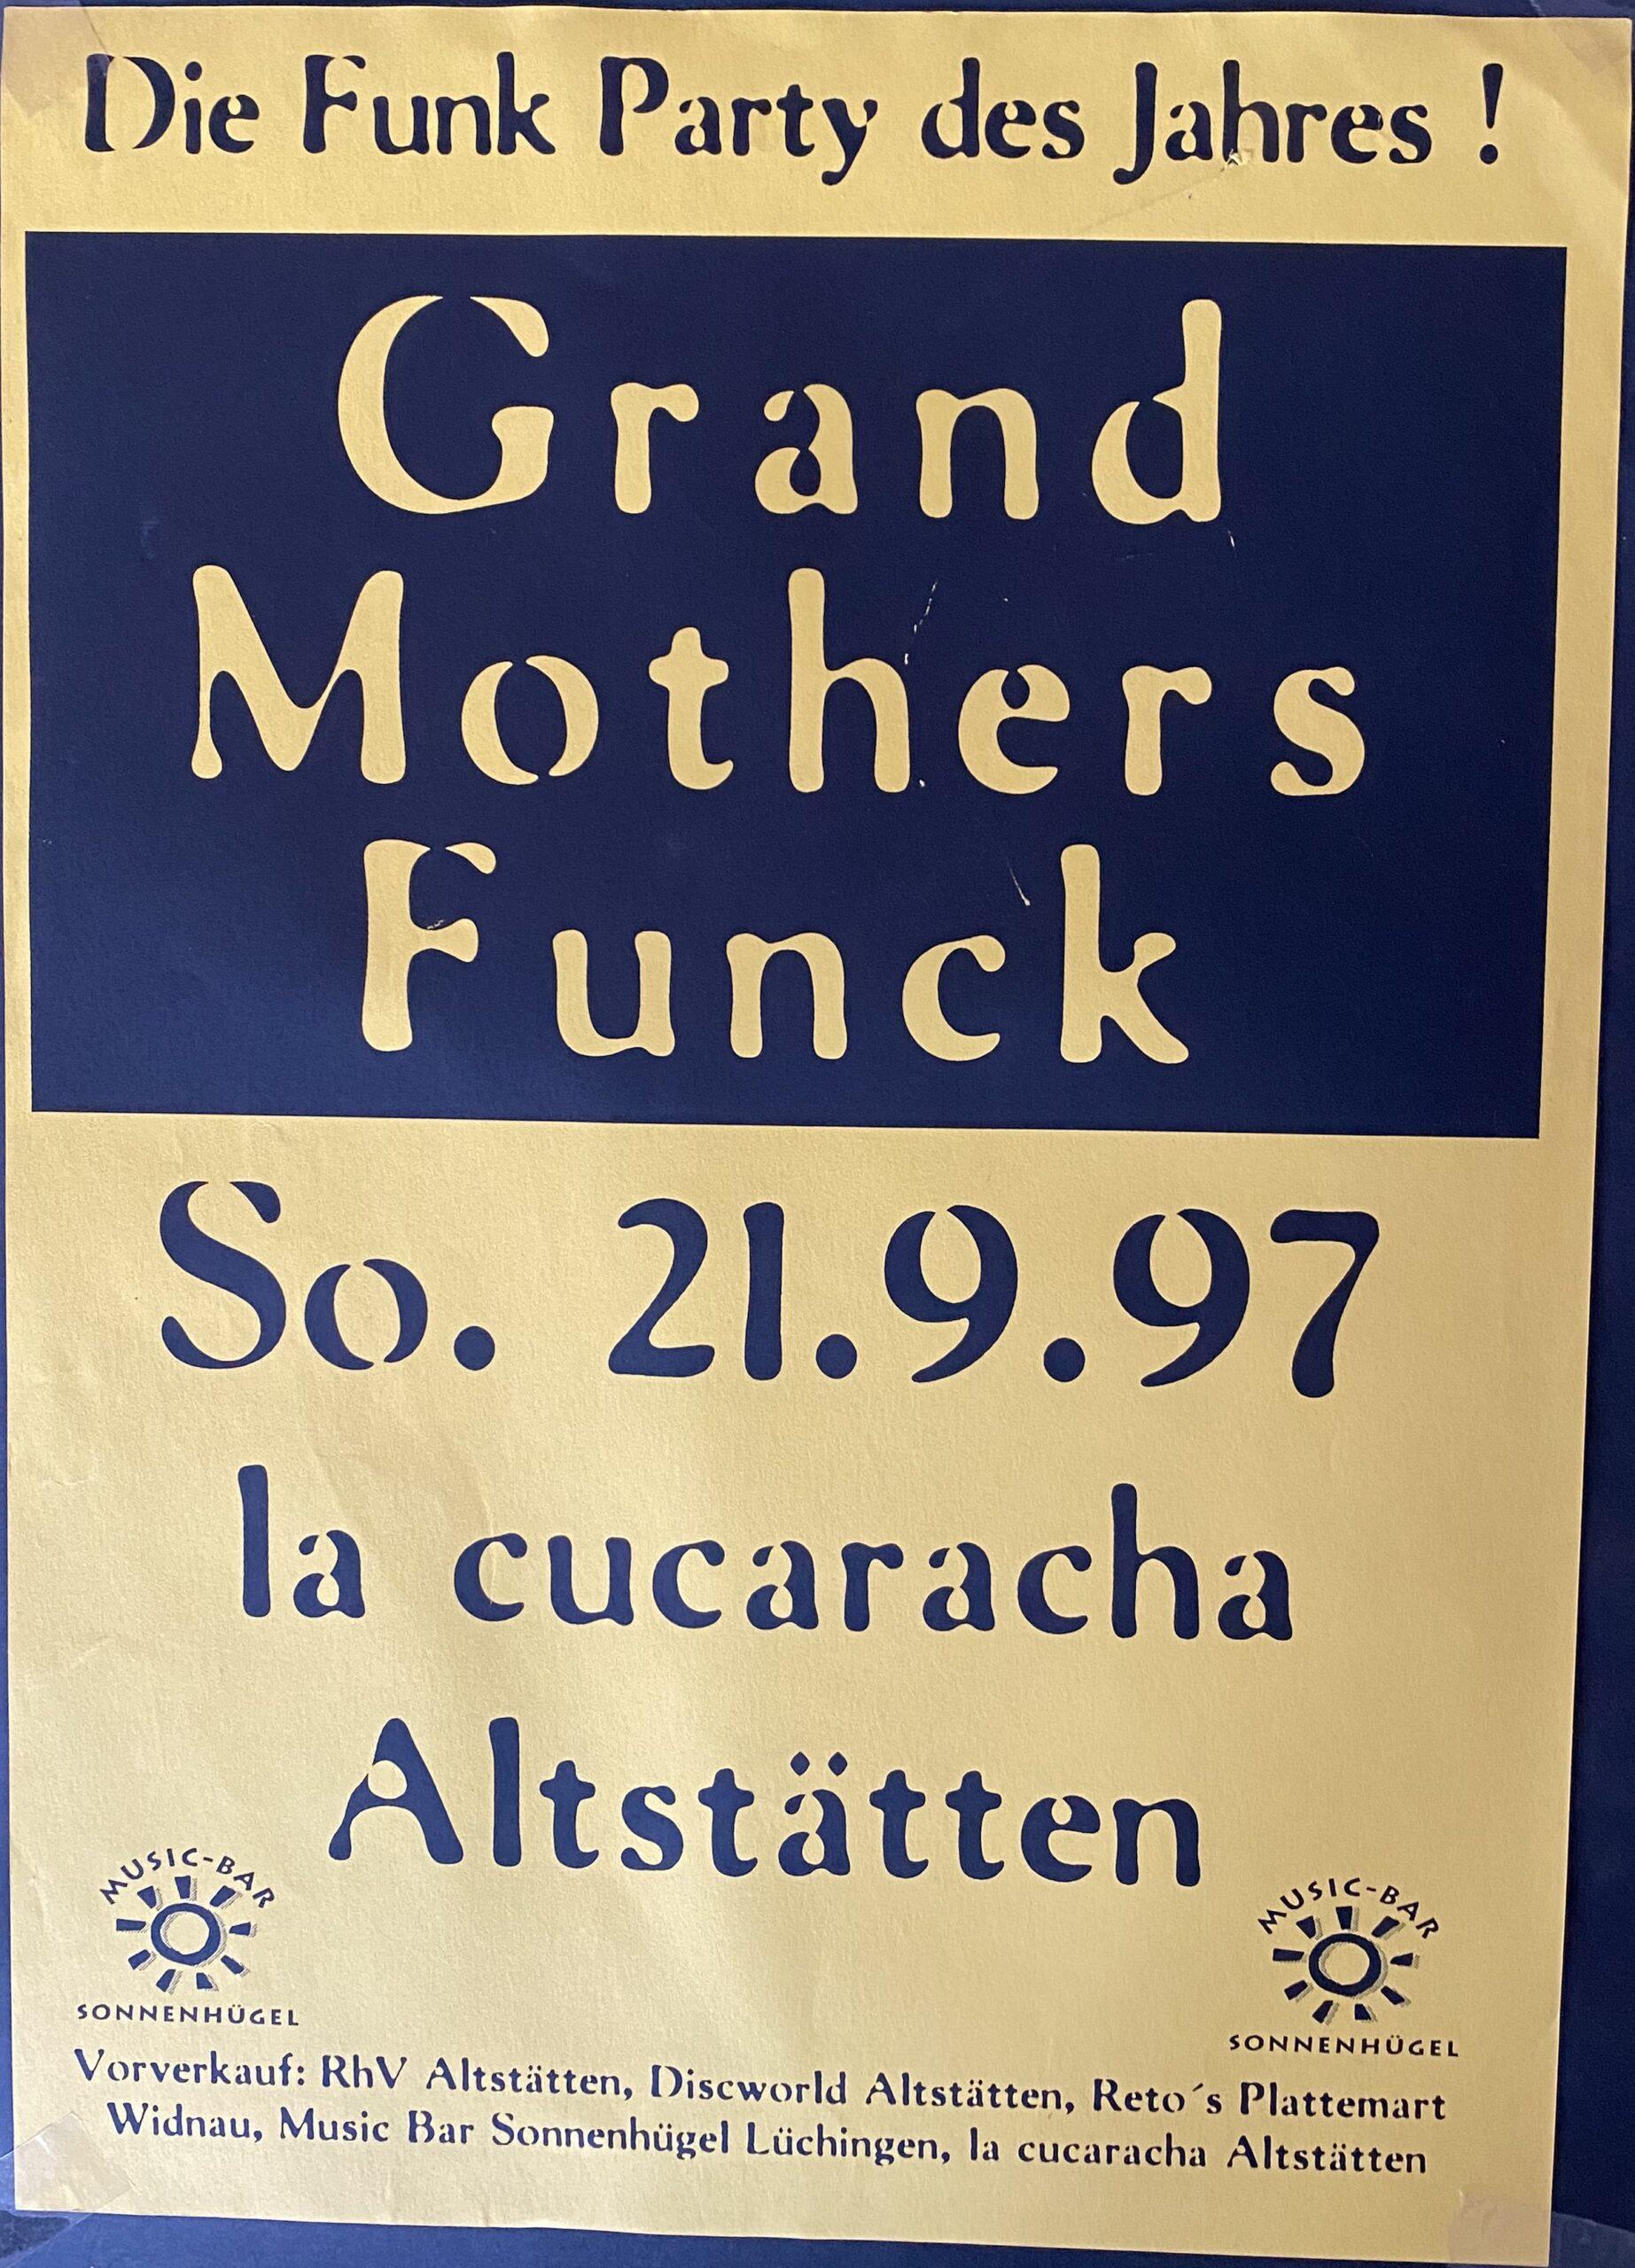 Die Funk Party des Jahres !
Grand
Mothers
Funck
So. 21.9.97
la cucaracha
Altstätten
MUSIC-BAR
SONNENHÜGEL
MUSIC-BAR
SONNENHÜGEL
Vorverkauf: RhV Altstätten, Discworld Altstätten, Reto´s Plattemart
Widnau, Music Bar Sonnenhügel Lüchingen, la cucaracha Altstätten